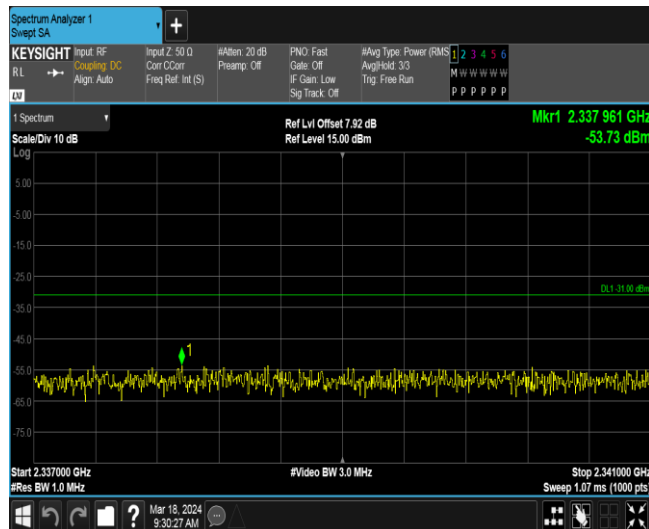 Spectrum Analyzer 1
Swept SA
+
KEYSIGHT
RL
LXI
Input: RF
Coupling: DC
Align: Auto
Input Z: 50 Ω
Corr CCorr
Freq Ref: Int (S)
#Atten: 20 dB
Preamp: Off
PNO: Fast
Gate: Off
IF Gain: Low
Sig Track: Off
#Avg Type: Power (RMS
Avg|Hold: 3/3
Trig: Free Run
1 2 3 4 5 6
M W W W W W
P P P P P P
1 Spectrum
Scale/Div 10 dB
Log
Ref Lvl Offset 7.92 dB
Ref Level 15.00 dBm
Mkr1 2.337 961 GHz
-53.73 dBm
5.00
-5.00
-15.0
-25.0
DL1 -31.00 dBm
-35.0
-45.0
1
-55.0
-65.0
-75.0
Start 2.337000 GHz
#Res BW 1.0 MHz
#Video BW 3.0 MHz
Stop 2.341000 GHz
Sweep 1.07 ms (1000 pts)
?
Mar 18, 2024
9:30:27 AM